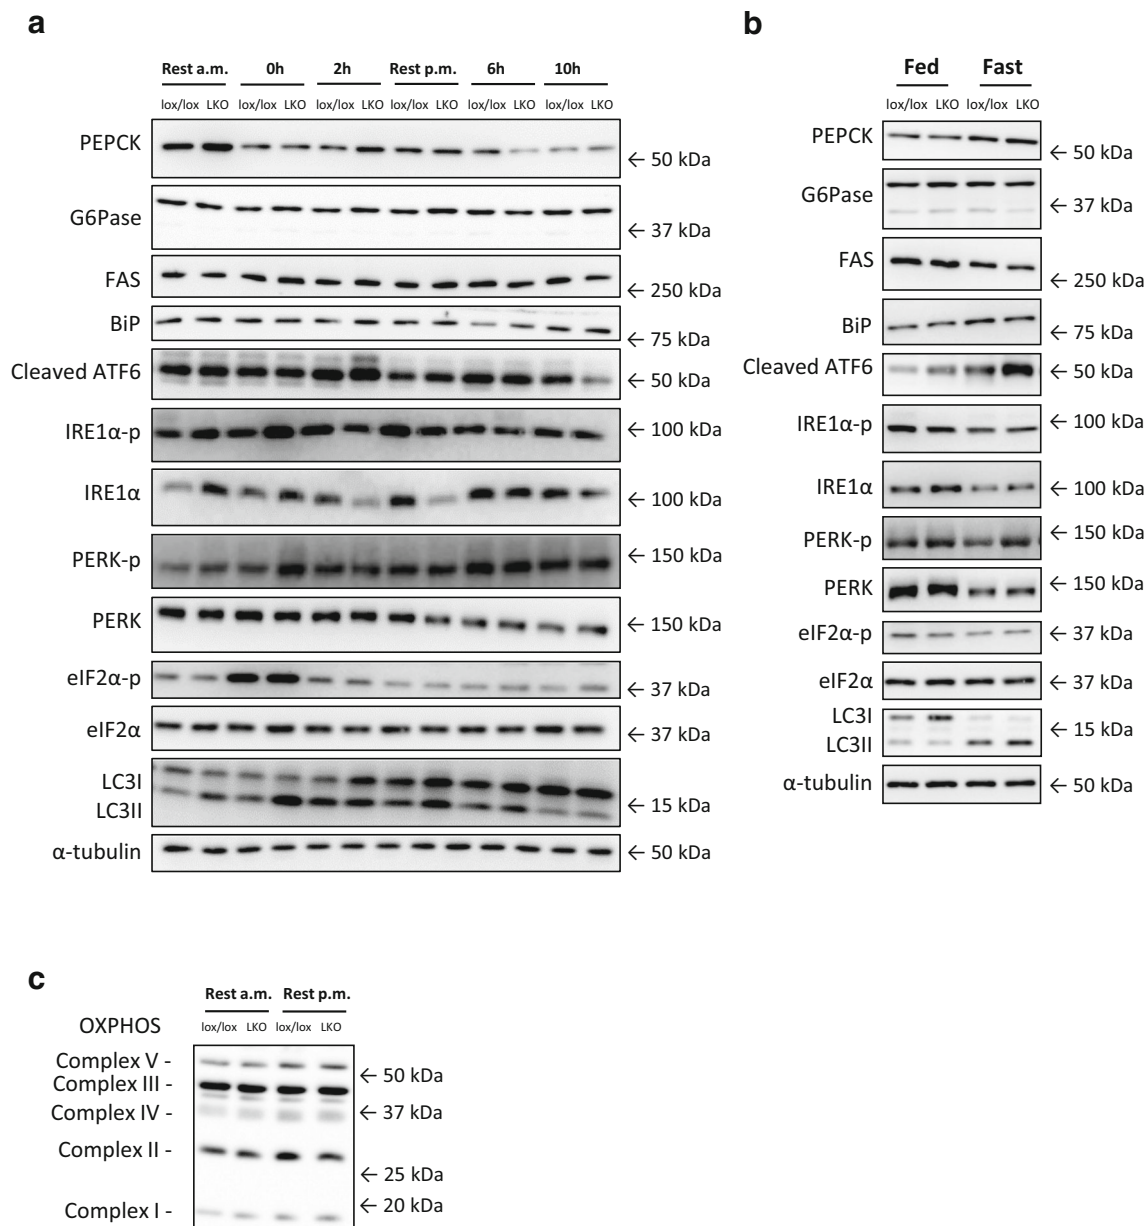 a
Rest a.m. 0h 2h Rest p.m. 6h 10h
lox/lox LKO lox/lox LKO lox/lox LKO lox/lox LKO lox/lox LKO lox/lox LKO
PEPCK ← 50 kDa
G6Pase ← 37 kDa
FAS ← 250 kDa
BiP ← 75 kDa
Cleaved ATF6 ← 50 kDa
IRE1α-p ← 100 kDa
IRE1α ← 100 kDa
PERK-p ← 150 kDa
PERK ← 150 kDa
eIF2α-p ← 37 kDa
eIF2α ← 37 kDa
LC3I
LC3II ← 15 kDa
α-tubulin ← 50 kDa
b
Fed Fast
lox/lox LKO lox/lox LKO
PEPCK ← 50 kDa
G6Pase ← 37 kDa
FAS ← 250 kDa
BiP ← 75 kDa
Cleaved ATF6 ← 50 kDa
IRE1α-p ← 100 kDa
IRE1α ← 100 kDa
PERK-p ← 150 kDa
PERK ← 150 kDa
eIF2α-p ← 37 kDa
eIF2α ← 37 kDa
LC3I ← 15 kDa
LC3II
α-tubulin ← 50 kDa
c
Rest a.m. Rest p.m.
OXPHOS lox/lox LKO lox/lox LKO
Complex V - ← 50 kDa
Complex III -
Complex IV - ← 37 kDa
Complex II -
← 25 kDa
Complex I - ← 20 kDa